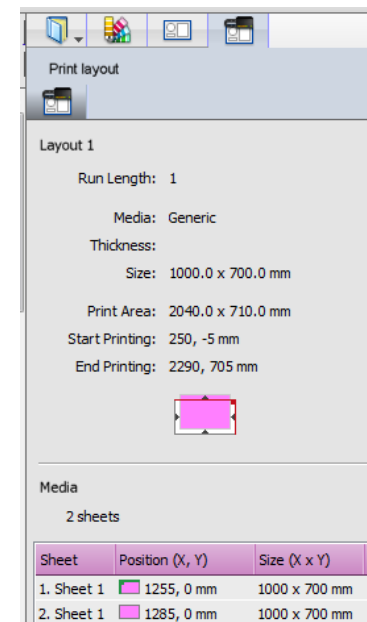 Print layout
Layout 1
Run Length: 1
Media: Generic
Thickness:
Size: 1000.0 x 700.0 mm
Print Area: 2040.0 x 710.0 mm
Start Printing: 250, -5 mm
End Printing: 2290, 705 mm
Media
2 sheets
Sheet Position (X, Y) Size (X x Y)
1. Sheet 1 1255, 0 mm 1000 x 700 mm
2. Sheet 1 1285, 0 mm 1000 x 700 mm